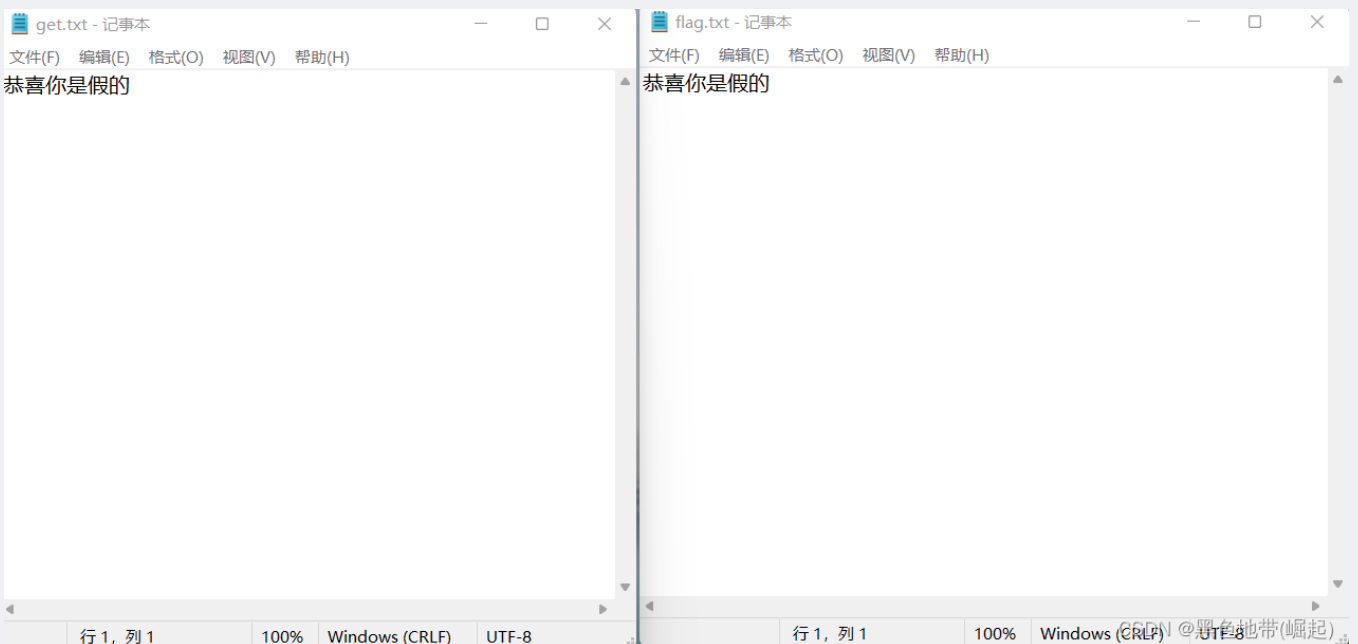 get.txt - 记事本
文件(F) 编辑(E) 格式(O) 视图(V) 帮助(H)
恭喜你是假的
行 1，列 1 100% Windows (CRLF) UTF-8
flag.txt - 记事本
文件(F) 编辑(E) 格式(O) 视图(V) 帮助(H)
恭喜你是假的
行 1，列 1 100% Windows (CRLF) UTF-8
CSDN @黑色地带(崛起)